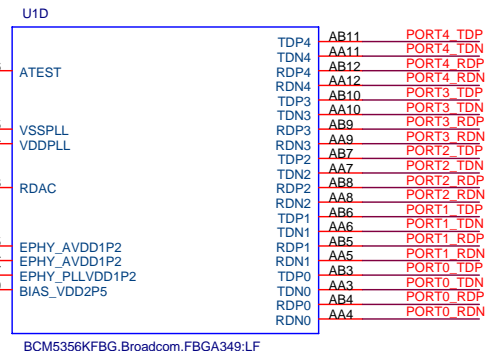 U1D
TDP4 AB11 PORT4_TDP
TDN4 AA11 PORT4_TDN
ATEST RDP4 AB12 PORT4_RDP
RDN4 AA12 PORT4_RDN
TDP3 AB10 PORT3_TDP
TDN3 AA10 PORT3_TDN
VSSPLL RDP3 AB9 PORT3_RDP
VDDPLL RDN3 AA9 PORT3_RDN
TDP2 AB7 PORT2_TDP
TDN2 AA7 PORT2_TDN
RDAC RDP2 AB8 PORT2_RDP
RDN2 AA8 PORT2_RDN
TDP1 AB6 PORT1_TDP
TDN1 AA6 PORT1_TDN
EPHY_AVDD1P2 RDP1 AB5 PORT1_RDP
EPHY_AVDD1P2 RDN1 AA5 PORT1_RDN
EPHY_PLLVDD1P2 TDP0 AB3 PORT0_TDP
BIAS_VDD2P5 TDN0 AA3 PORT0_TDN
RDP0 AB4 PORT0_RDP
RDN0 AA4 PORT0_RDN
BCM5356KFBG,Broadcom,FBGA349;LF